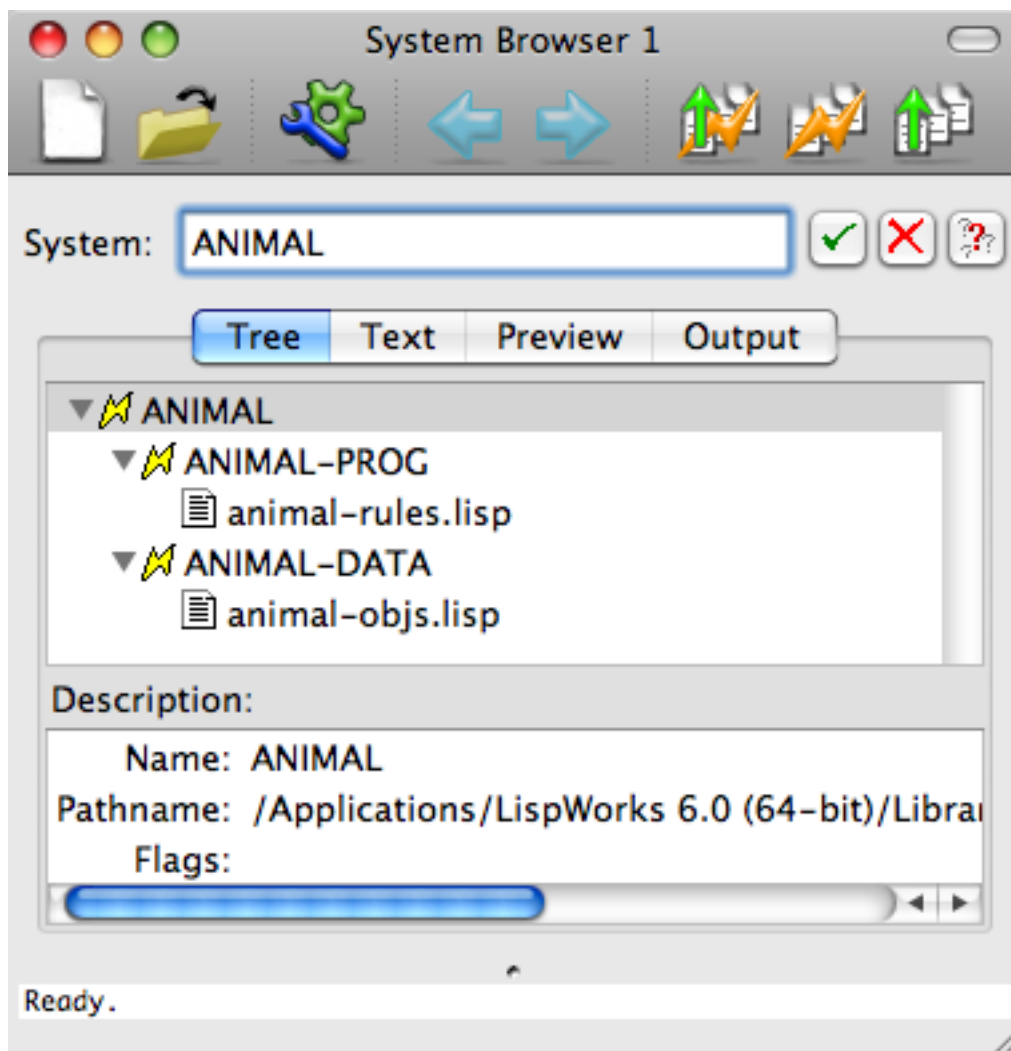 System Browser 1
System: ANIMAL
Tree Text Preview Output
ANIMAL
ANIMAL-PROG
animal-rules.lisp
ANIMAL-DATA
animal-objs.lisp
Description:
Name: ANIMAL
Pathname: /Applications/LispWorks 6.0 (64-bit)/Librar
Flags:
Ready.